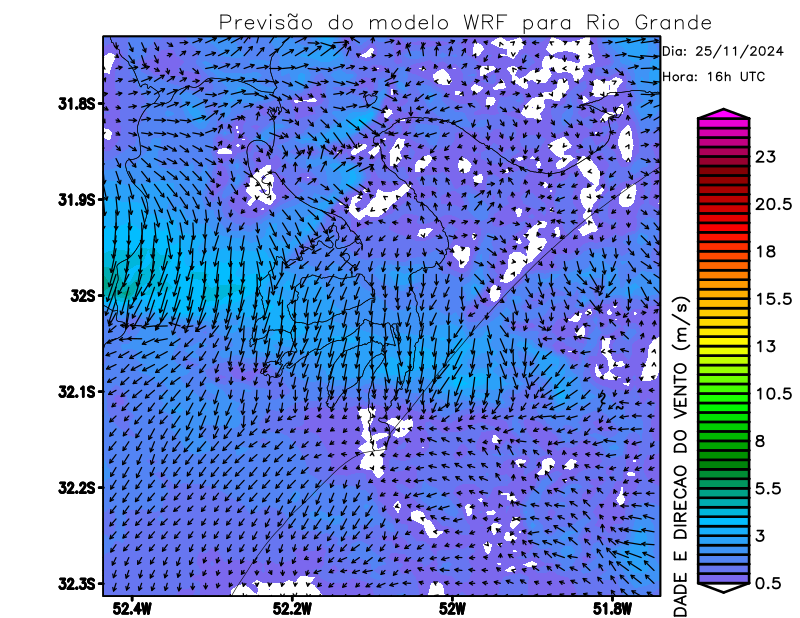 Previsão do modelo WRF para Rio Grande
Dia: 25/11/2024
Hora: 16h UTC
31.8S
31.9S
32S
32.1S
32.2S
32.3S
52.4W
52.2W
52W
51.8W
23
20.5
18
15.5
13
10.5
8
5.5
3
0.5
DADE E DIRECAO DO VENTO (m/s)